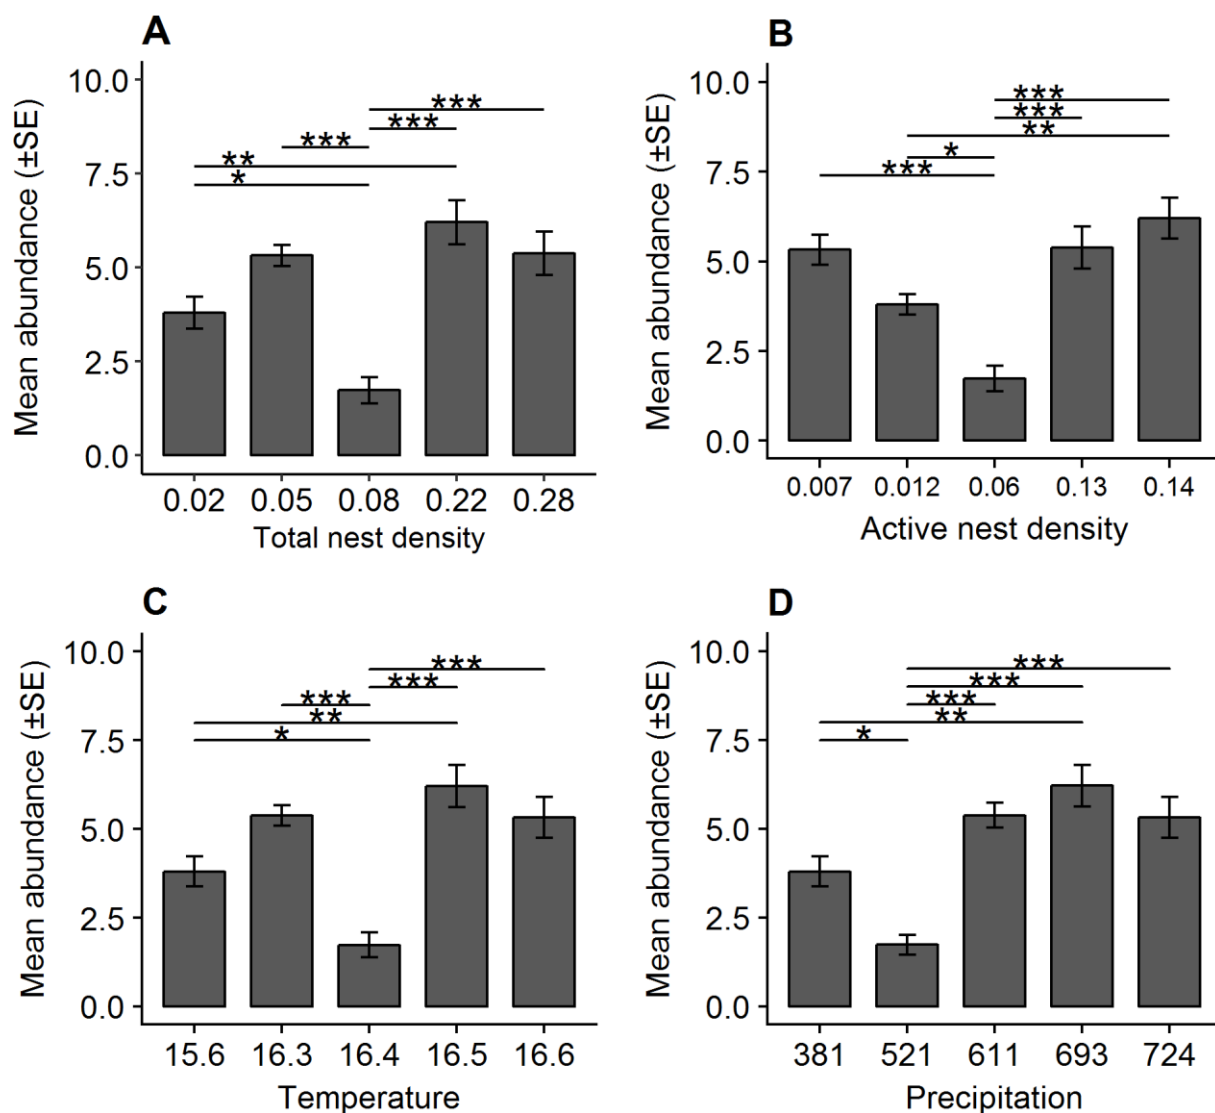 A
Mean abundance (±SE)
10.0
7.5
5.0
2.5
0.0
***
***
***
**
*
0.02 0.05 0.08 0.22 0.28
Total nest density
B
Mean abundance (±SE)
10.0
7.5
5.0
2.5
0.0
***
***
**
*
***
0.007 0.012 0.06 0.13 0.14
Active nest density
C
Mean abundance (±SE)
10.0
7.5
5.0
2.5
0.0
***
***
***
**
*
15.6 16.3 16.4 16.5 16.6
Temperature
D
Mean abundance (±SE)
10.0
7.5
5.0
2.5
0.0
***
***
***
**
*
381 521 611 693 724
Precipitation